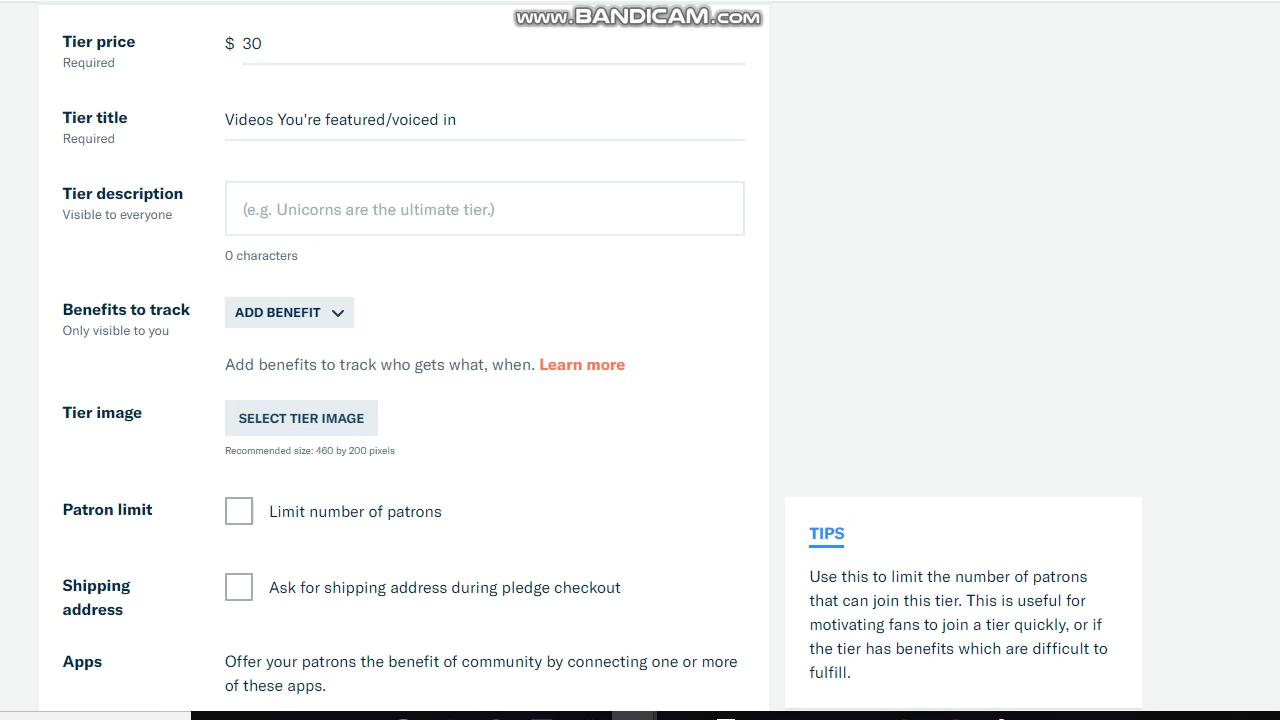 www.BANDICAM.com
Tier price
Required
$ 30
Tier title
Required
Videos You're featured/voiced in
Tier description
Visible to everyone
(e.g. Unicorns are the ultimate tier.)
0 characters
Benefits to track
Only visible to you
ADD BENEFIT
Add benefits to track who gets what, when. Learn more
Tier image
SELECT TIER IMAGE
Recommended size: 460 by 200 pixels
Patron limit
Limit number of patrons
Shipping
address
Ask for shipping address during pledge checkout
Apps
Offer your patrons the benefit of community by connecting one or more
of these apps.
TIPS
Use this to limit the number of patrons
that can join this tier. This is useful for
motivating fans to join a tier quickly, or if
the tier has benefits which are difficult to
fulfill.